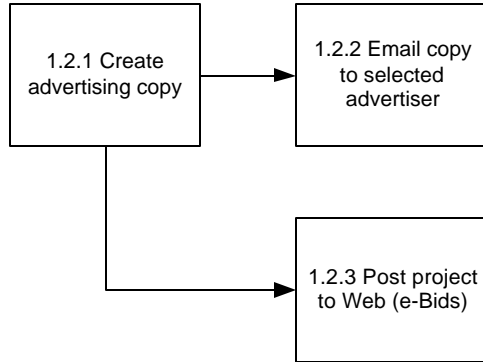 1.2.1 Create
advertising copy
1.2.2 Email copy
to selected
advertiser
1.2.3 Post project
to Web (e-Bids)